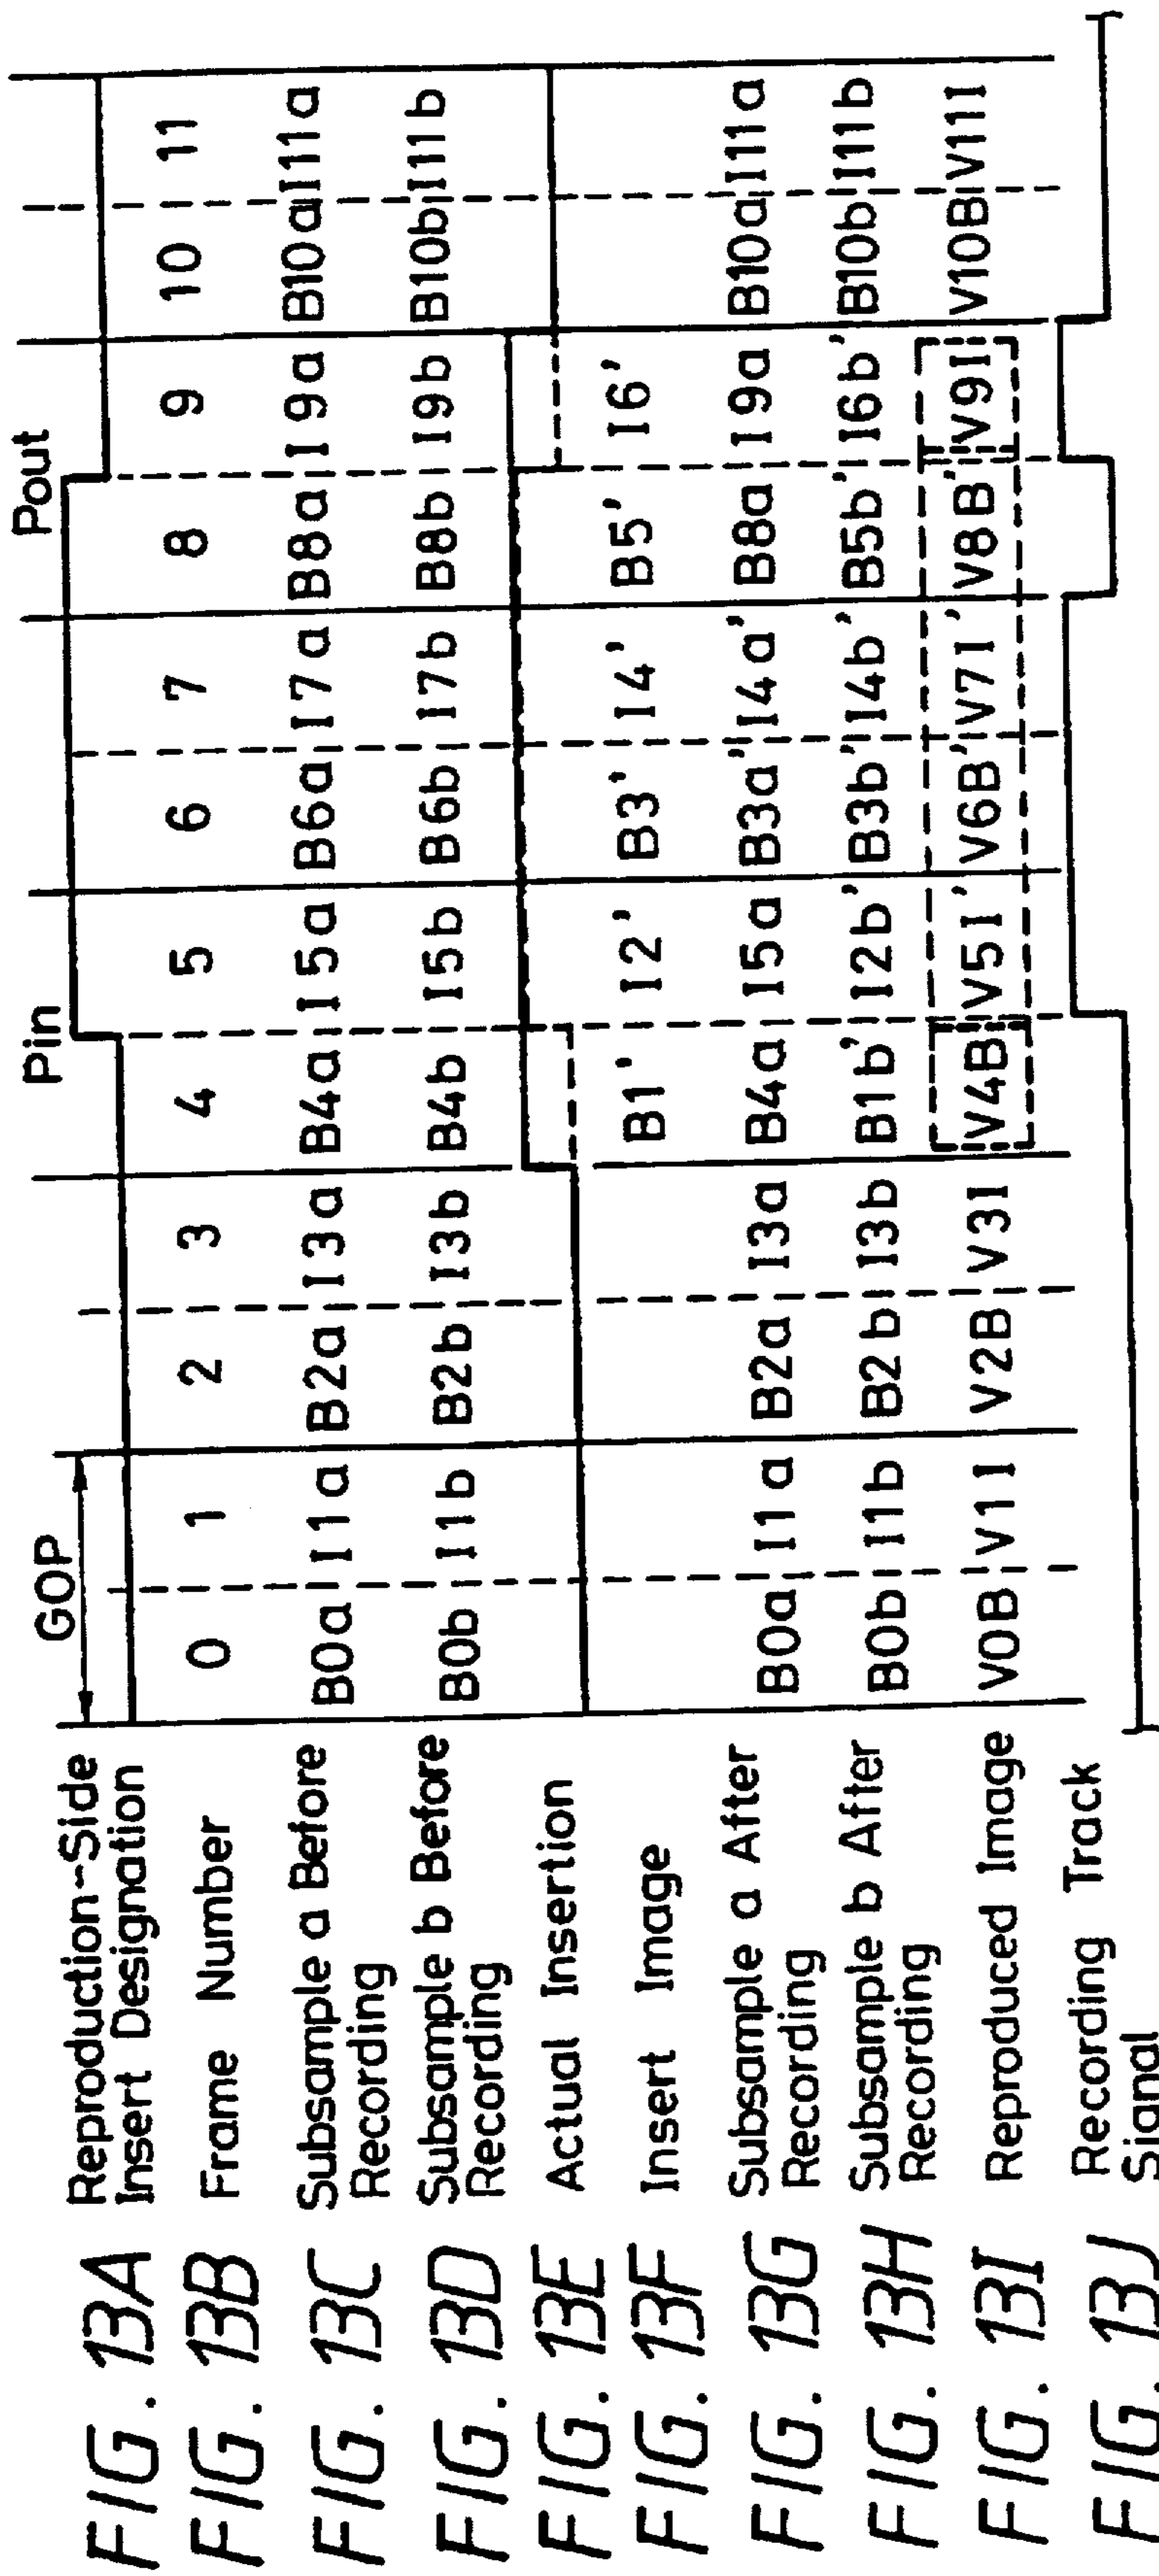 GOP Pin Pout
FIG. 13A Reproduction-Side
Insert Designation
FIG. 13B Frame Number 0 1 2 3 4 5 6 7 8 9 10 11
FIG. 13C Subsample a Before
Recording B0a I1a B2a I3a B4a I5a B6a I7a B8a I9a B10a I11a
FIG. 13D Subsample b Before
Recording B0b I1b B2b I3b B4b I5b B6b I7b B8b I9b B10b I11b
FIG. 13E Actual Insertion
FIG. 13F Insert Image B1' I2' B3' I4' B5' I6'
FIG. 13G Subsample a After
Recording B0a I1a B2a I3a B4a I5a B3a' I4a' B8a I9a B10a I11a
FIG. 13H Subsample b After
Recording B0b I1b B2b I3b B1b' I2b' B3b' I4b' B5b' I6b' B10b I11b
FIG. 13I Reproduced Image V0B V1I V2B V3I V4B V5I' V6B' V7I' V8B' V9I V10B V11I
FIG. 13J Recording Track
Signal